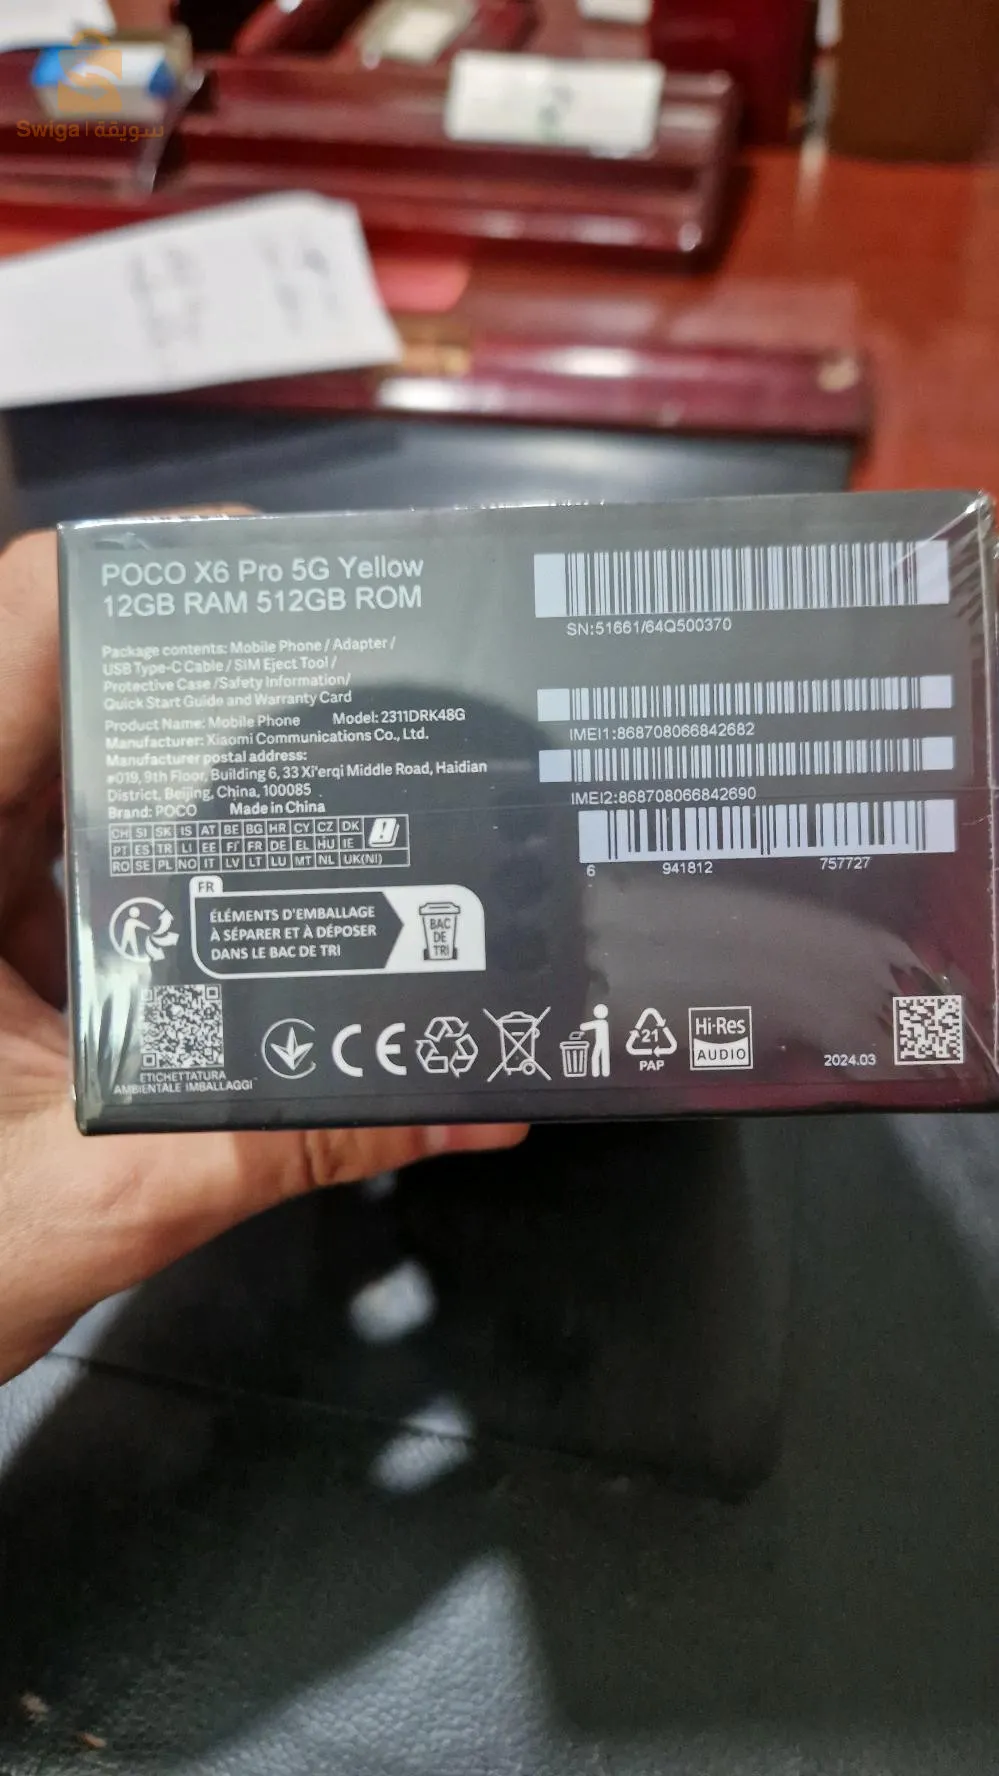 Swiqa | سويقة
POCO X6 Pro 5G Yellow
12GB RAM 512GB ROM
Package contents: Mobile Phone / Adapter /
USB Type-C Cable / SIM Eject Tool /
Protective Case /Safety Information/
Quick Start Guide and Warranty Card
Product Name: Mobile Phone Model: 2311DRK48G
Manufacturer: Xiaomi Communications Co., Ltd.
Manufacturer postal address:
#019, 9th Floor, Building 6, 33 Xi'erqi Middle Road, Haidian
District, Beijing, China, 100085
Brand: POCO Made in China
CH SI SK IS AT BE BG HR CY CZ DK
PT ES TR LI EE FI FR DE EL HU IE
RO SE PL NO IT LV LT LU MT NL UK(NI)
FR
ÉLÉMENTS D'EMBALLAGE
À SÉPARER ET À DÉPOSER
DANS LE BAC DE TRI
BAC
DE
TRI
ETICHETTATURA
AMBIENTALE IMBALLAGGI
SN:51661/64Q500370
IMEI1:868708066842682
IMEI2:868708066842690
6 941812 757727
CE
21
PAP
Hi-Res
AUDIO
2024.03